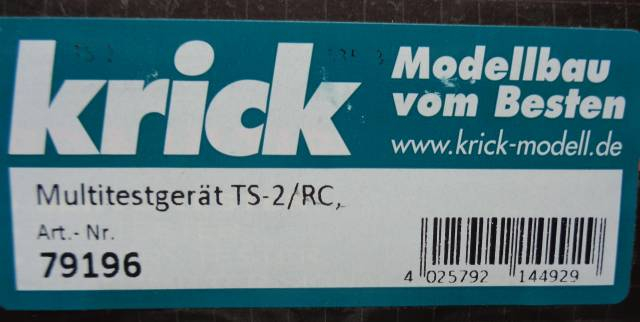 krick
Modellbau
vom Besten
www.krick-modell.de
Multitestgerät TS-2/RC,
Art.- Nr.
79196
4 025792 144929